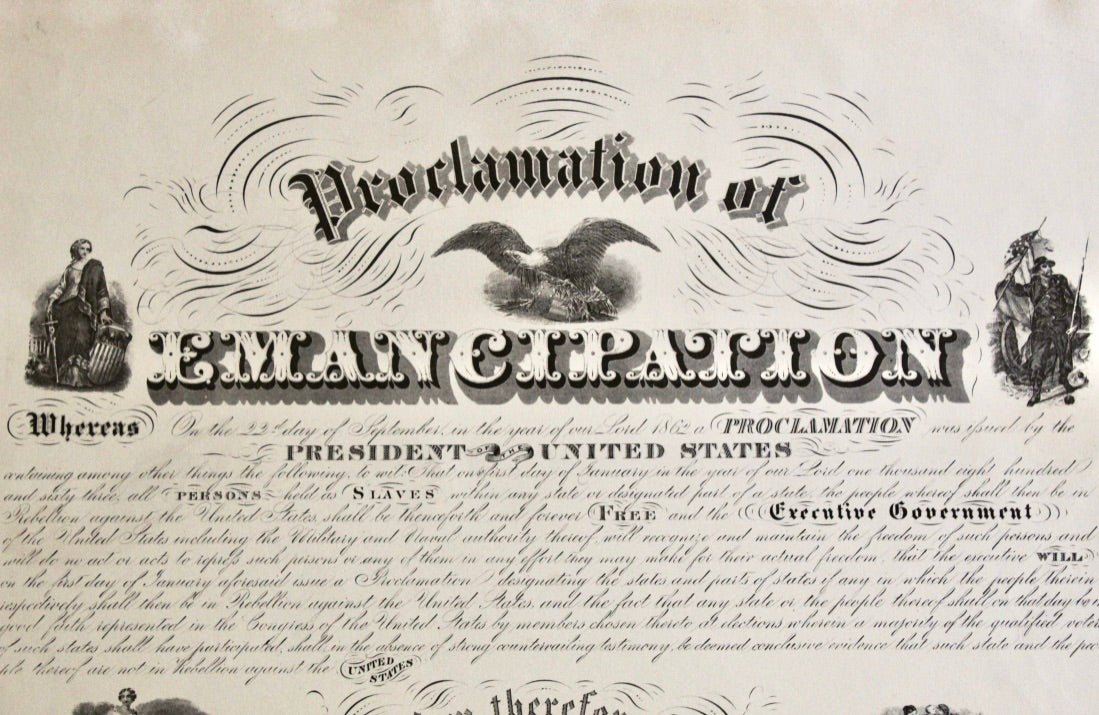 Proclamation of
EMANCIPATION
Whereas On the 22d day of September, in the year of our Lord 1862 a PROCLAMATION was issued by the
PRESIDENT OF THE UNITED STATES
containing among other things the following, to wit: That on first day of January in the year of our Lord one thousand eight hundred
and sixty three, all PERSONS held as SLAVES within any state or designated part of a state, the people whereof shall then be in
Rebellion against the United States, shall be thenceforth and forever FREE and the Executive Government
of the United States including the Military and Naval authority thereof, will recognize and maintain the freedom of such persons and
will do no act or acts to repress such persons or any of them in any effort they may make for their actual freedom, that the executive WILL
on the first day of January aforesaid issue a Proclamation designating the states and parts of states if any in which the people therein
respectively shall then be in Rebellion against the United States, and the fact that any state or the people thereof shall on that day be in
good faith represented in the Congress of the United States by members chosen thereto at elections wherein a majority of the qualified voters
of such states shall have participated, shall in the absence of strong countervailing testimony, be deemed conclusive evidence that such state and the peo
ple thereof are not in Rebellion against the UNITED STATES